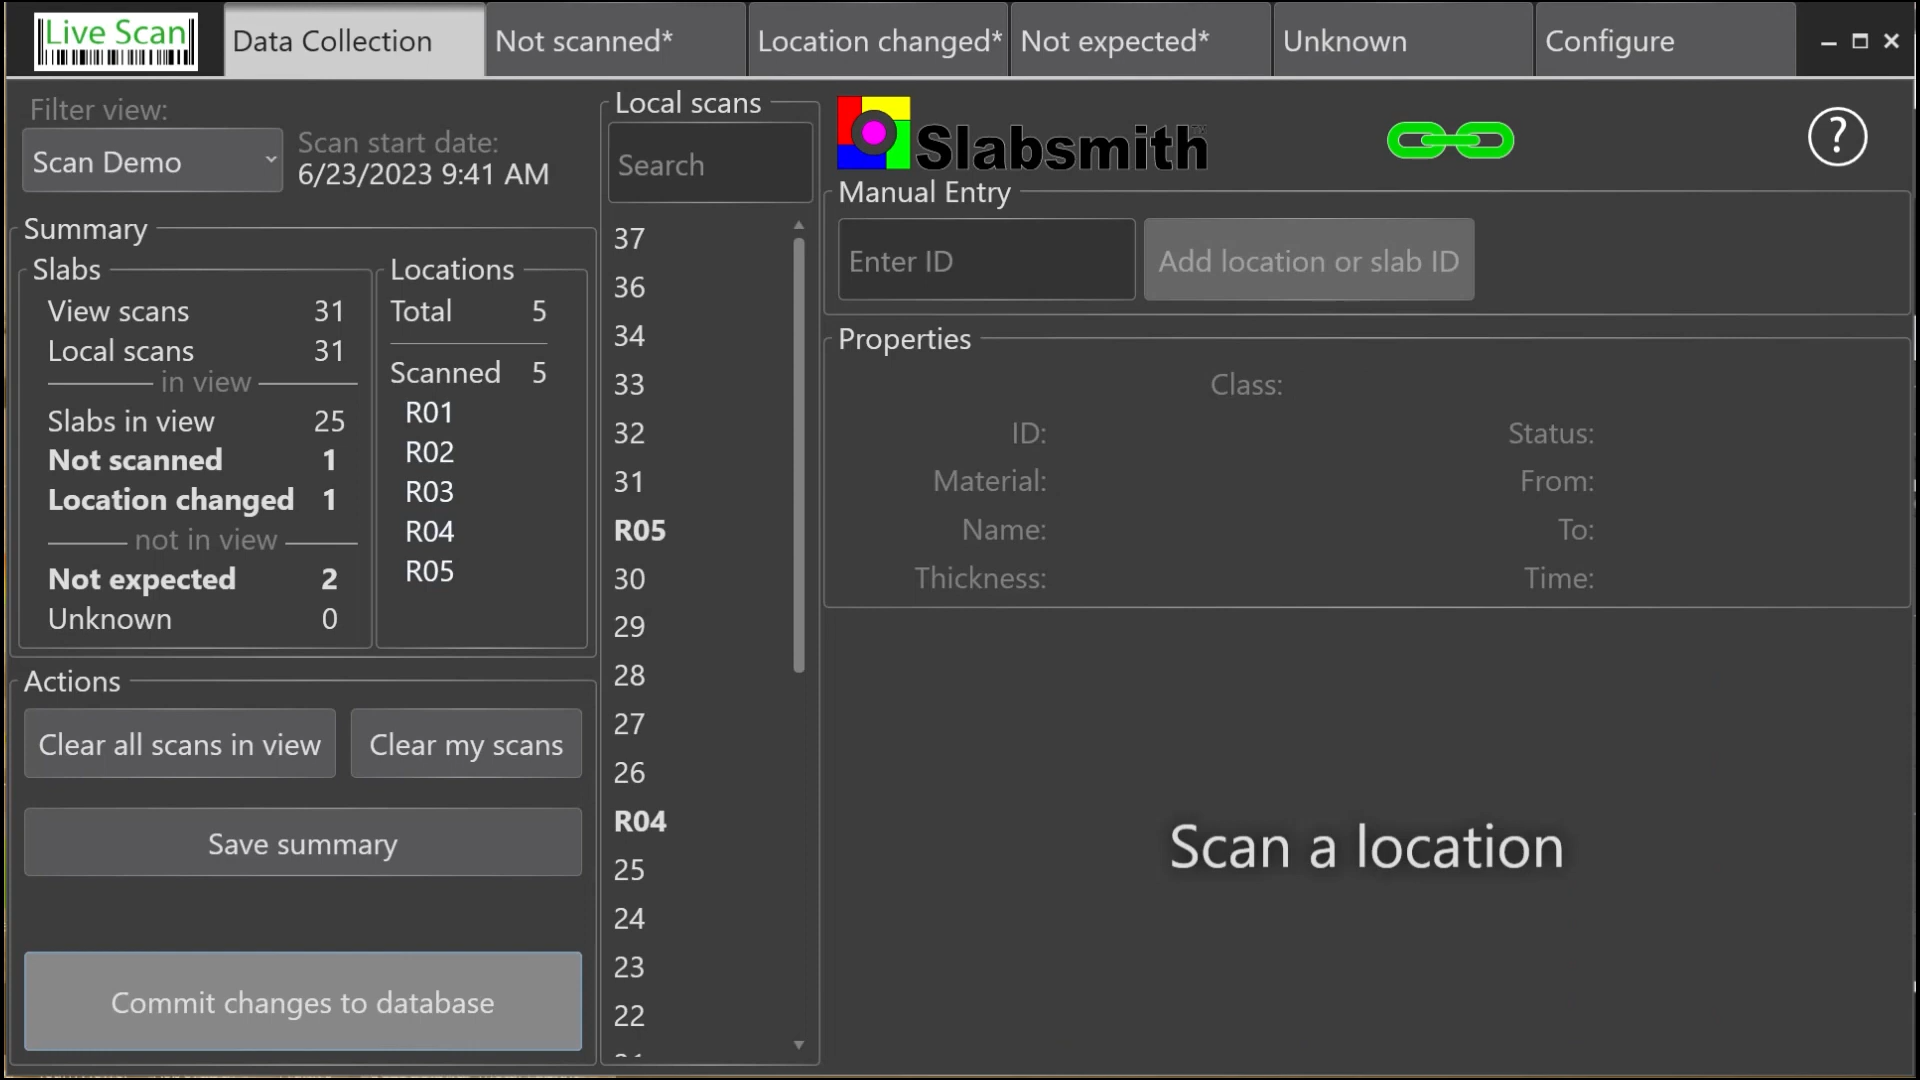 Live Scan
Data Collection
Not scanned*
Location changed*
Not expected*
Unknown
Configure
Filter view:
Scan Demo
Scan start date:
6/23/2023 9:41 AM
Summary
Slabs
View scans 31
Local scans 31
in view
Slabs in view 25
Not scanned 1
Location changed 1
not in view
Not expected 2
Unknown 0
Locations
Total 5
Scanned 5
R01
R02
R03
R04
R05
Actions
Clear all scans in view
Clear my scans
Save summary
Commit changes to database
Local scans
Search
37
36
34
33
32
31
R05
30
29
28
27
26
R04
25
24
23
22
Slabsmith
?
Manual Entry
Enter ID
Add location or slab ID
Properties
Class:
ID:
Status:
Material:
From:
Name:
To:
Thickness:
Time:
Scan a location